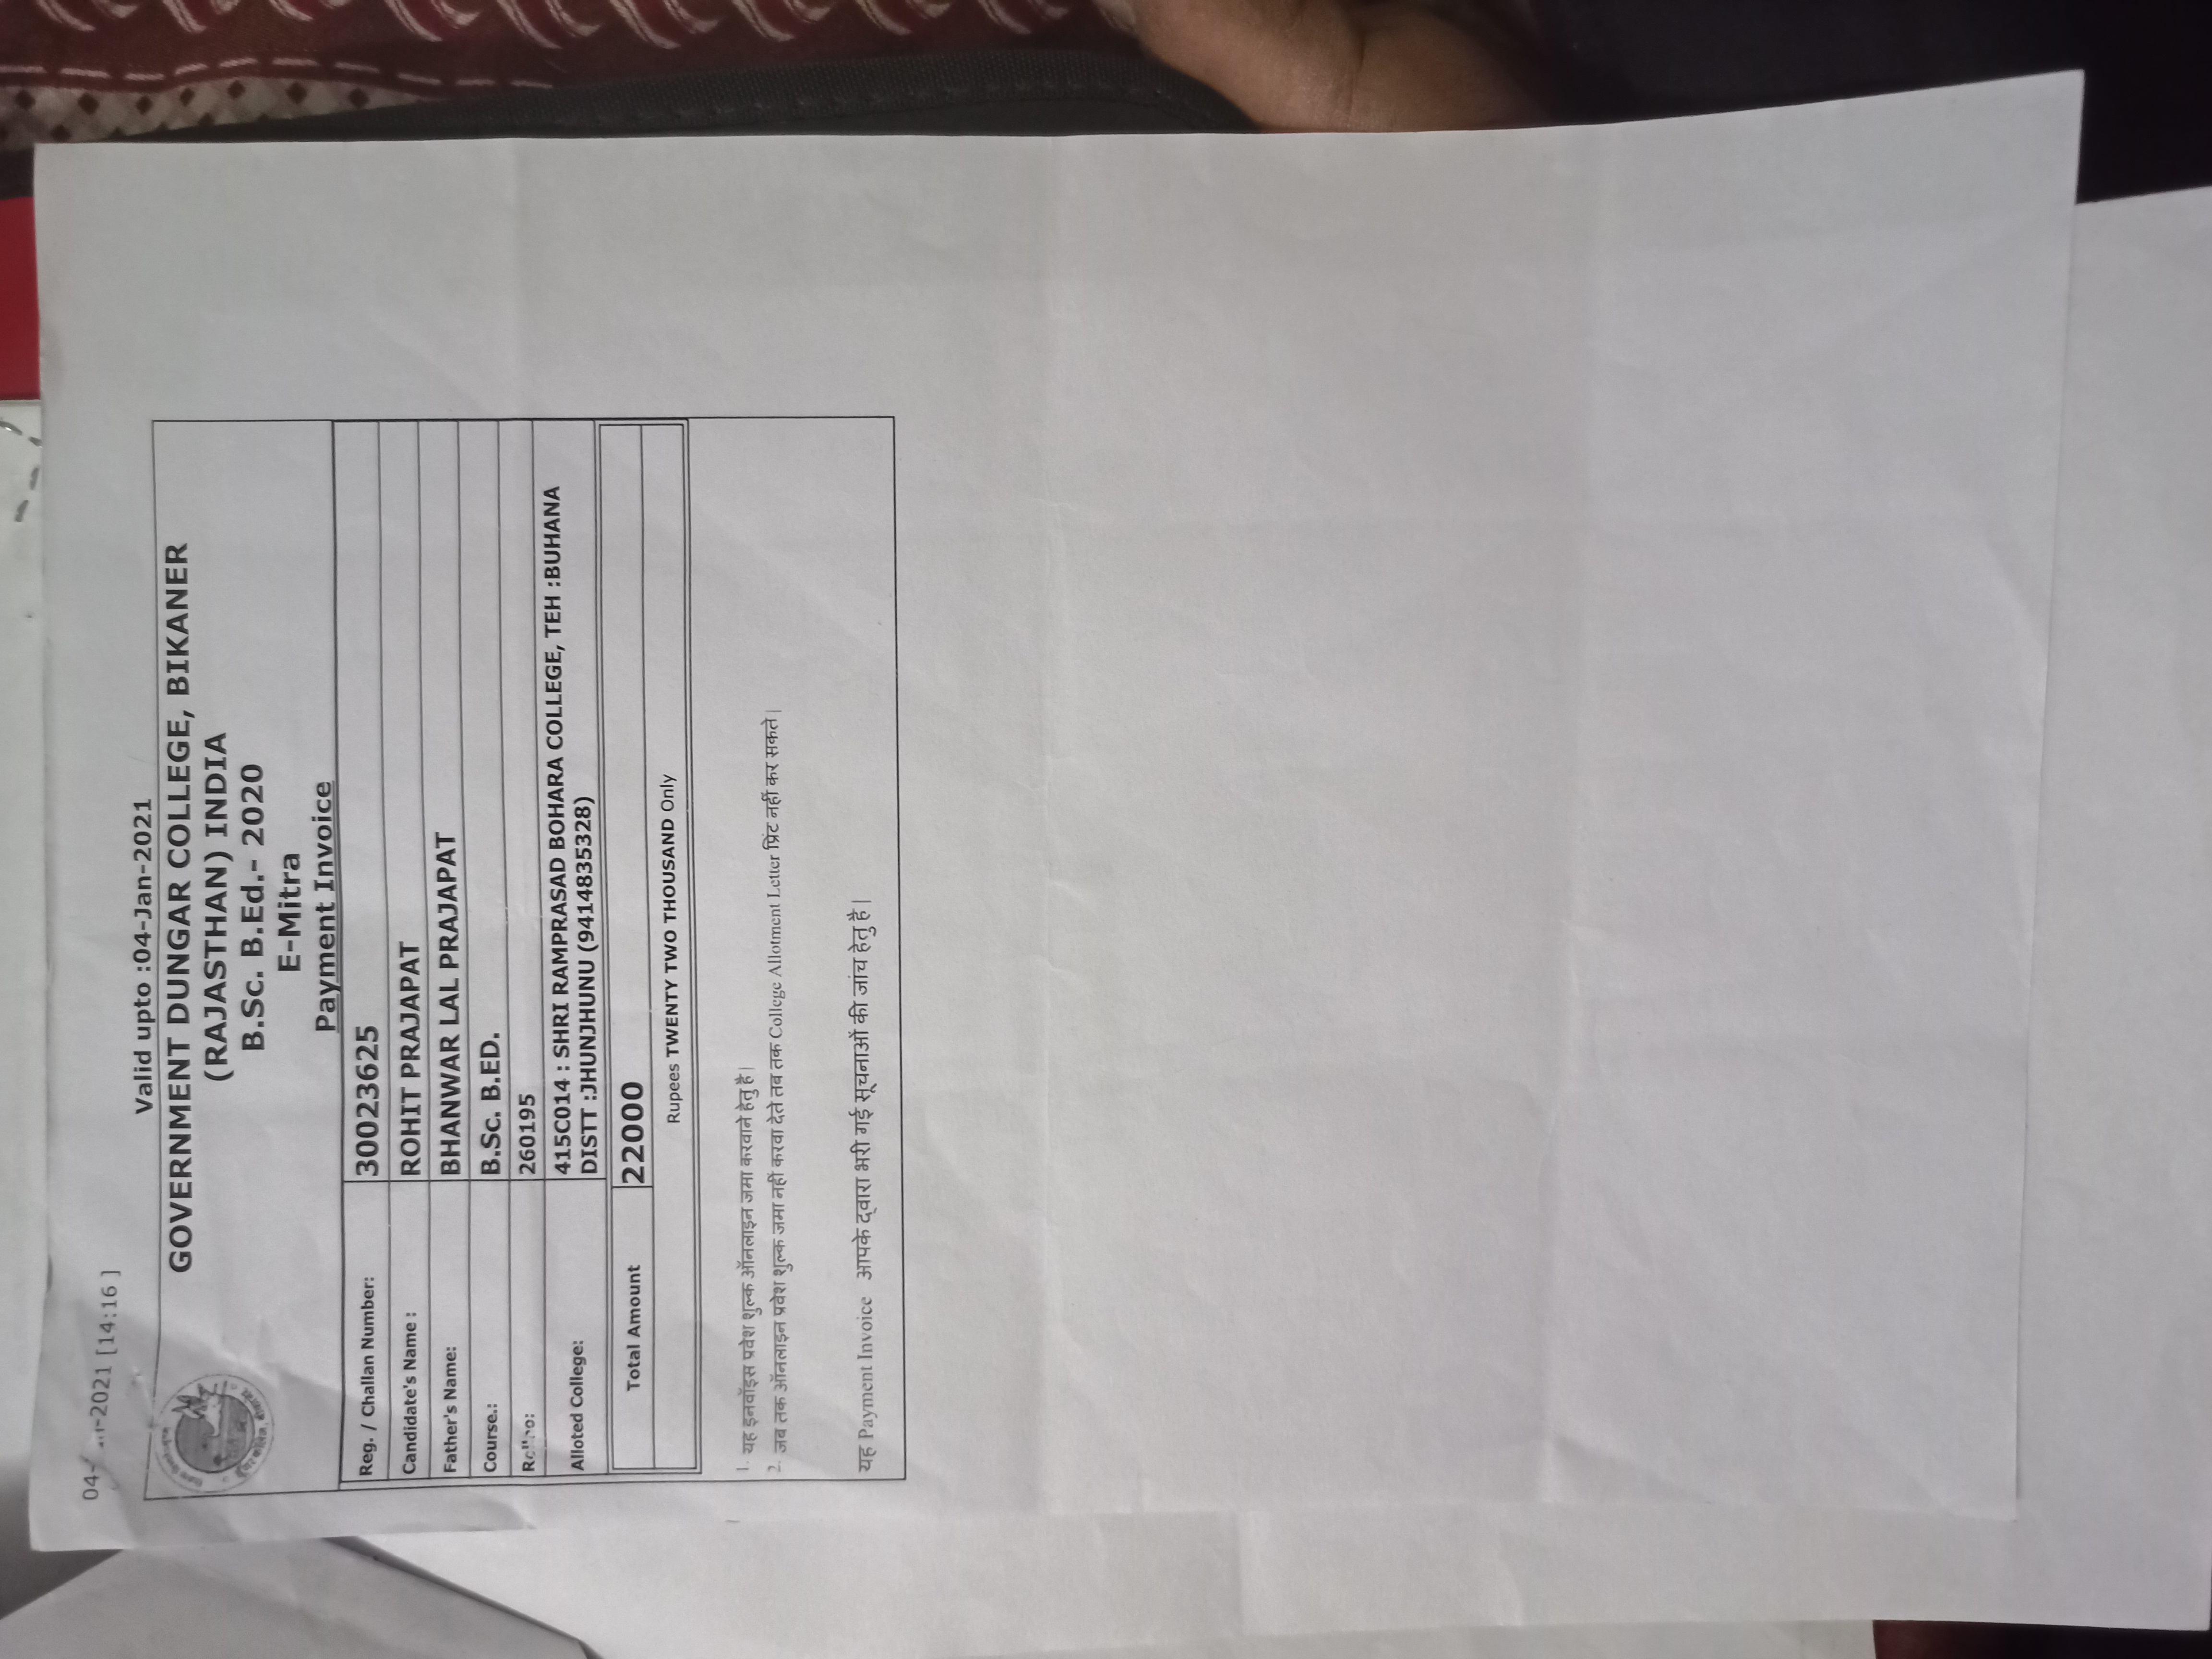 04- -2021 [14:16 ]
Valid upto :04-Jan-2021
GOVERNMENT DUNGAR COLLEGE, BIKANER
(RAJASTHAN) INDIA
B.Sc. B.Ed.- 2020
E-Mitra
Payment Invoice
Reg. / Challan Number: 30023625
Candidate's Name : ROHIT PRAJAPAT
Father's Name: BHANWAR LAL PRAJAPAT
Course.: B.Sc. B.ED.
260195
Alloted College: 415C014 : SHRI RAMPRASAD BOHARA COLLEGE, TEH :BUHANA
DISTT :JHUNJHUNU (9414835328)
Total Amount 22000
Rupees TWENTY TWO THOUSAND Only
1. यह इनवॉइस प्रवेश शुल्क ऑनलाइन जमा करवाने हेतु है|
2. जब तक ऑनलाइन प्रवेश शुल्क जमा नहीं करवा देते तब तक College Allotment Letter प्रिंट नहीं कर सकते|
यह Payment Invoice आपके द्वारा भरी गई सूचनाओं की जांच हेतु है|